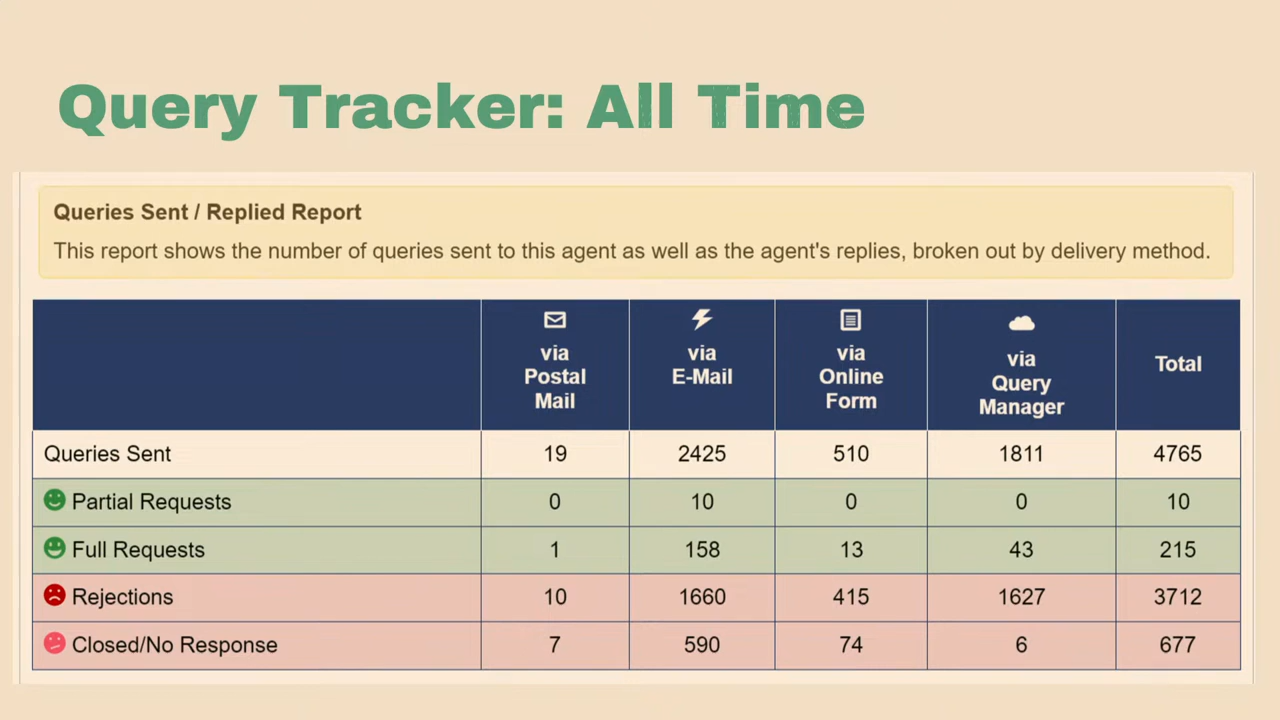 Query Tracker: All Time
Queries Sent / Replied Report
This report shows the number of queries sent to this agent as well as the agent's replies, broken out by delivery method.
via Postal Mail via E-Mail via Online Form via Query Manager Total
Queries Sent 19 2425 510 1811 4765
Partial Requests 0 10 0 0 10
Full Requests 1 158 13 43 215
Rejections 10 1660 415 1627 3712
Closed/No Response 7 590 74 6 677